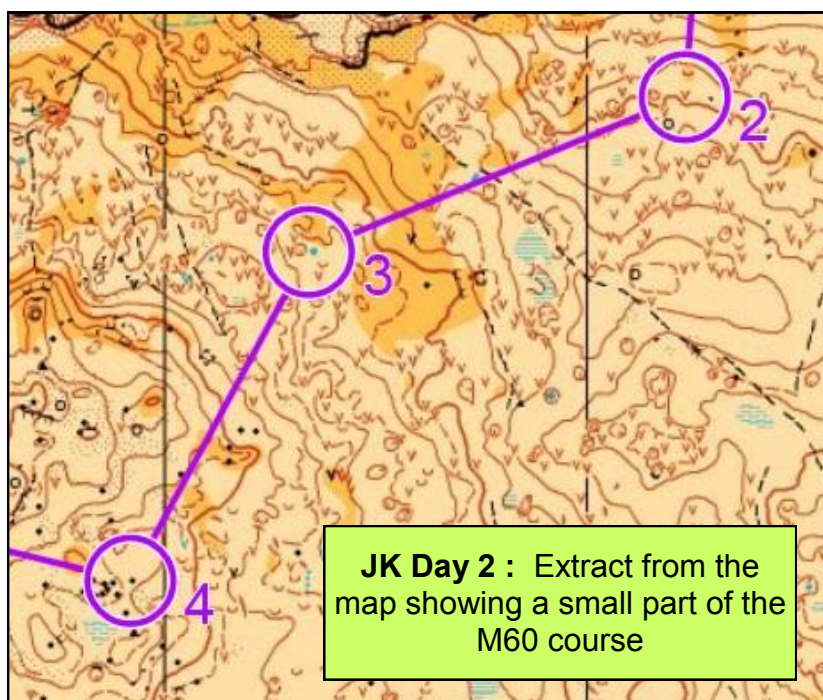 2
3
4
JK Day 2 : Extract from the
map showing a small part of the
M60 course